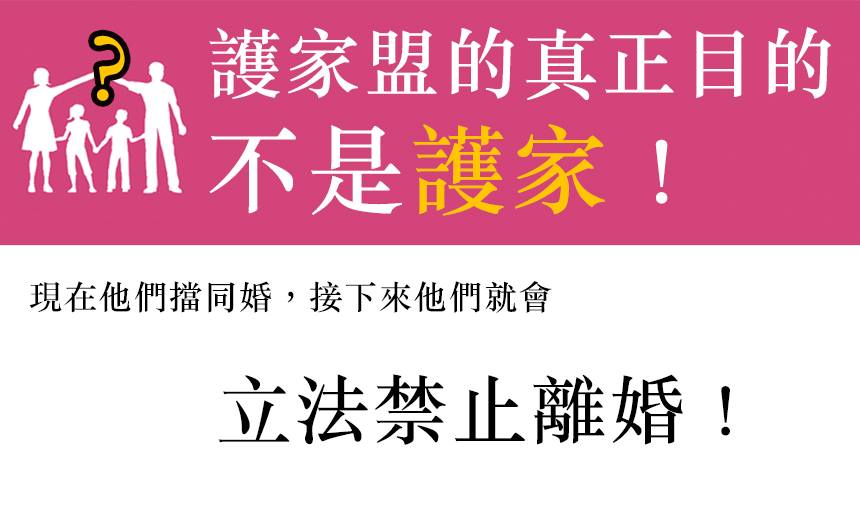 ?
護家盟的真正目的
不是護家！
現在他們擋同婚，接下來他們就會
立法禁止離婚！